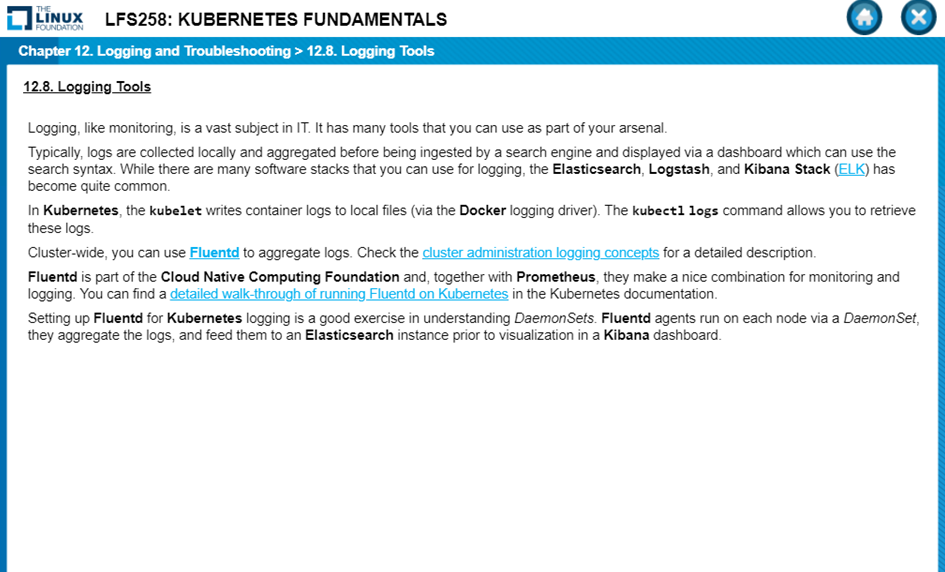 THE
LINUX
FOUNDATION
LFS258: KUBERNETES FUNDAMENTALS
Chapter 12. Logging and Troubleshooting > 12.8. Logging Tools
12.8. Logging Tools
Logging, like monitoring, is a vast subject in IT. It has many tools that you can use as part of your arsenal.
Typically, logs are collected locally and aggregated before being ingested by a search engine and displayed via a dashboard which can use the
search syntax. While there are many software stacks that you can use for logging, the Elasticsearch, Logstash, and Kibana Stack (ELK) has
become quite common.
In Kubernetes, the kubelet writes container logs to local files (via the Docker logging driver). The kubectl logs command allows you to retrieve
these logs.
Cluster-wide, you can use Fluentd to aggregate logs. Check the cluster administration logging concepts for a detailed description.
Fluentd is part of the Cloud Native Computing Foundation and, together with Prometheus, they make a nice combination for monitoring and
logging. You can find a detailed walk-through of running Fluentd on Kubernetes in the Kubernetes documentation.
Setting up Fluentd for Kubernetes logging is a good exercise in understanding DaemonSets. Fluentd agents run on each node via a DaemonSet,
they aggregate the logs, and feed them to an Elasticsearch instance prior to visualization in a Kibana dashboard.